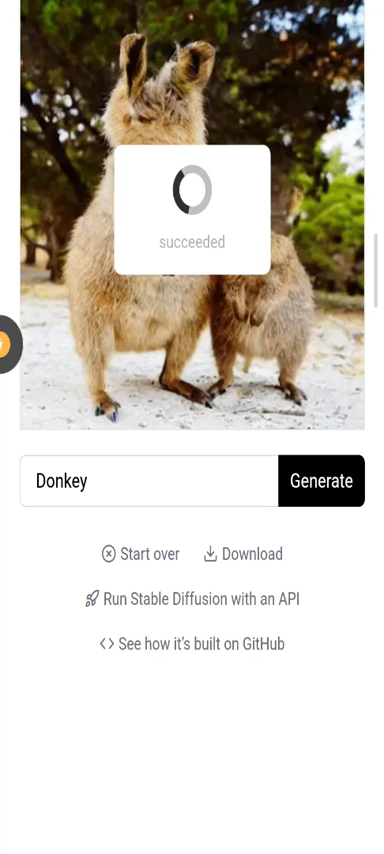 succeeded
Donkey
Generate
Start over
Download
Run Stable Diffusion with an API
See how it's built on GitHub